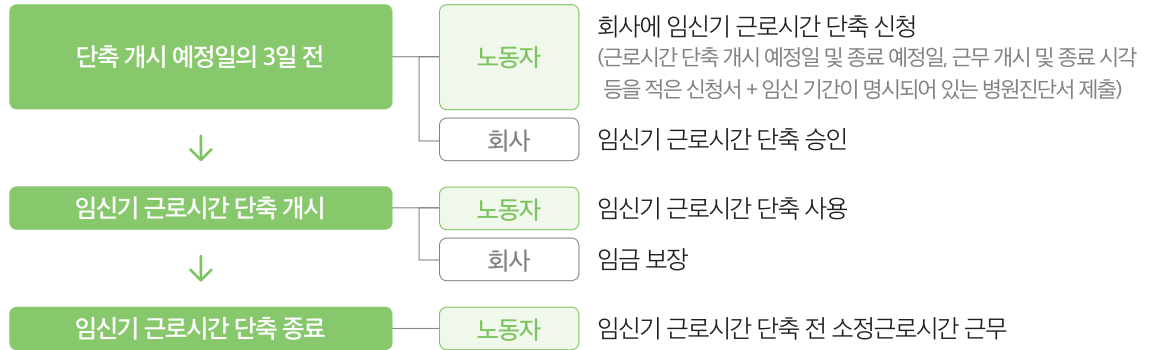 단축 개시 예정일의 3일 전
노동자
회사에 임신기 근로시간 단축 신청
(근로시간 단축 개시 예정일 및 종료 예정일, 근무 개시 및 종료 시각
등을 적은 신청서 + 임신 기간이 명시되어 있는 병원진단서 제출)
회사
임신기 근로시간 단축 승인
임신기 근로시간 단축 개시
노동자
임신기 근로시간 단축 사용
회사
임금 보장
임신기 근로시간 단축 종료
노동자
임신기 근로시간 단축 전 소정근로시간 근무